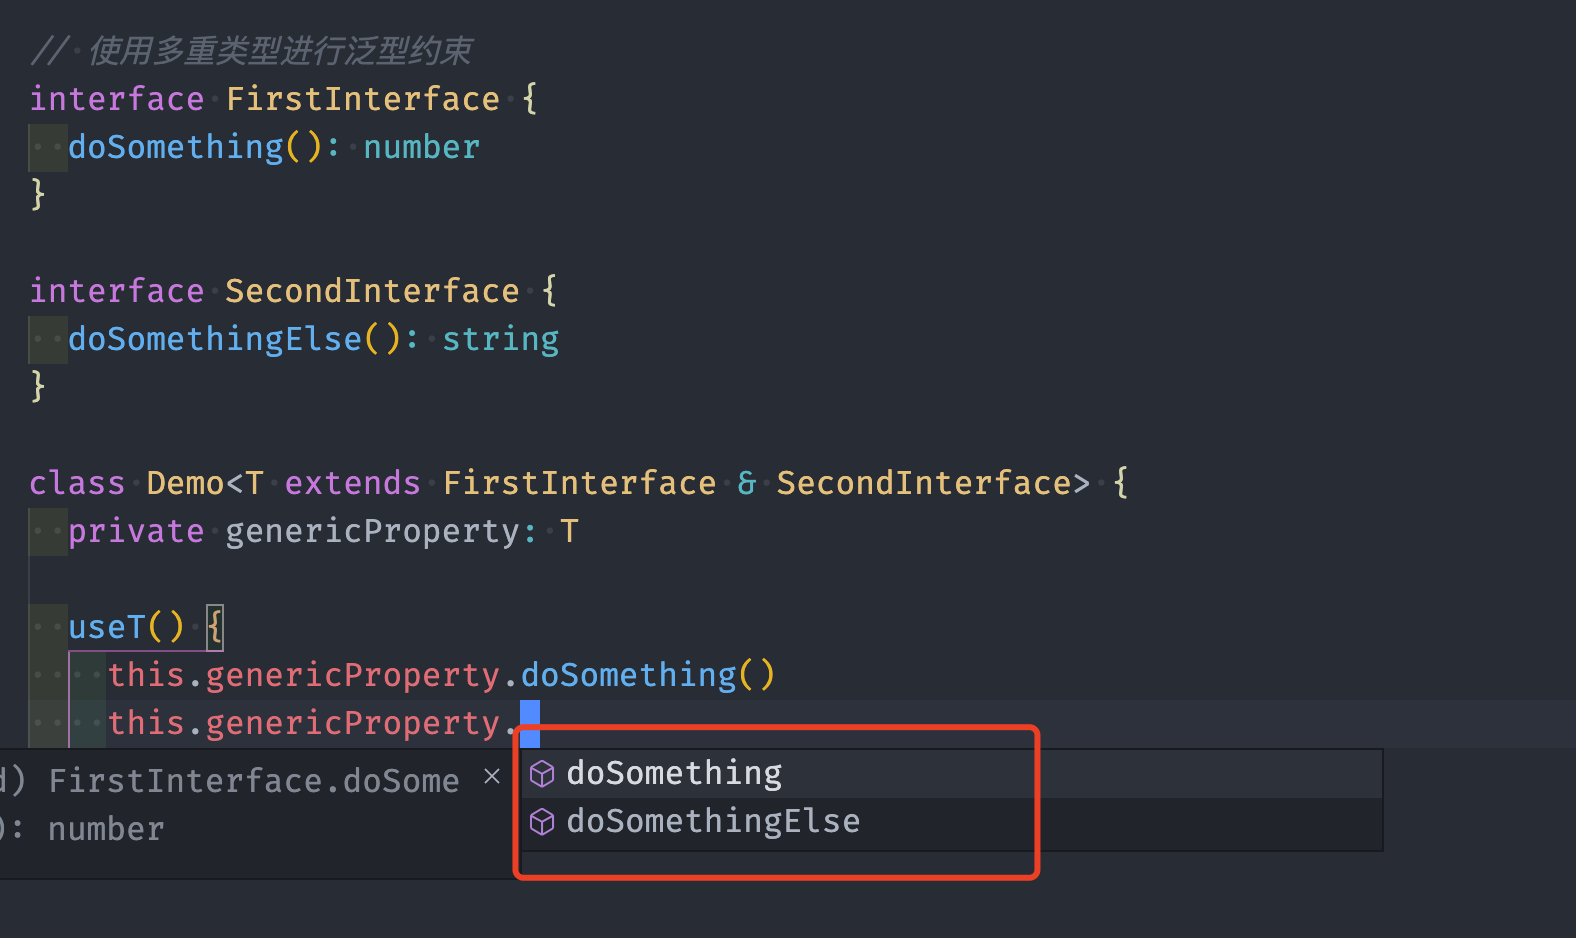 // 使用多重类型进行泛型约束
interface FirstInterface {
doSomething(): number
}
interface SecondInterface {
doSomethingElse(): string
}
class Demo<T extends FirstInterface & SecondInterface> {
private genericProperty: T
useT() {
this.genericProperty.doSomething()
this.genericProperty.
d) FirstInterface.doSome ×
): number
doSomething
doSomethingElse